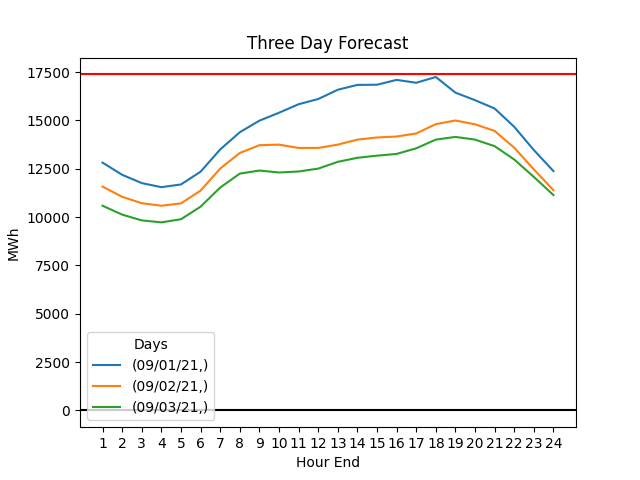 Three Day Forecast
17500
15000
12500
10000
7500
5000
2500
0
MWh
Days
(09/01/21,)
(09/02/21,)
(09/03/21,)
1 2 3 4 5 6 7 8 9 10 11 12 13 14 15 16 17 18 19 20 21 22 23 24
Hour End